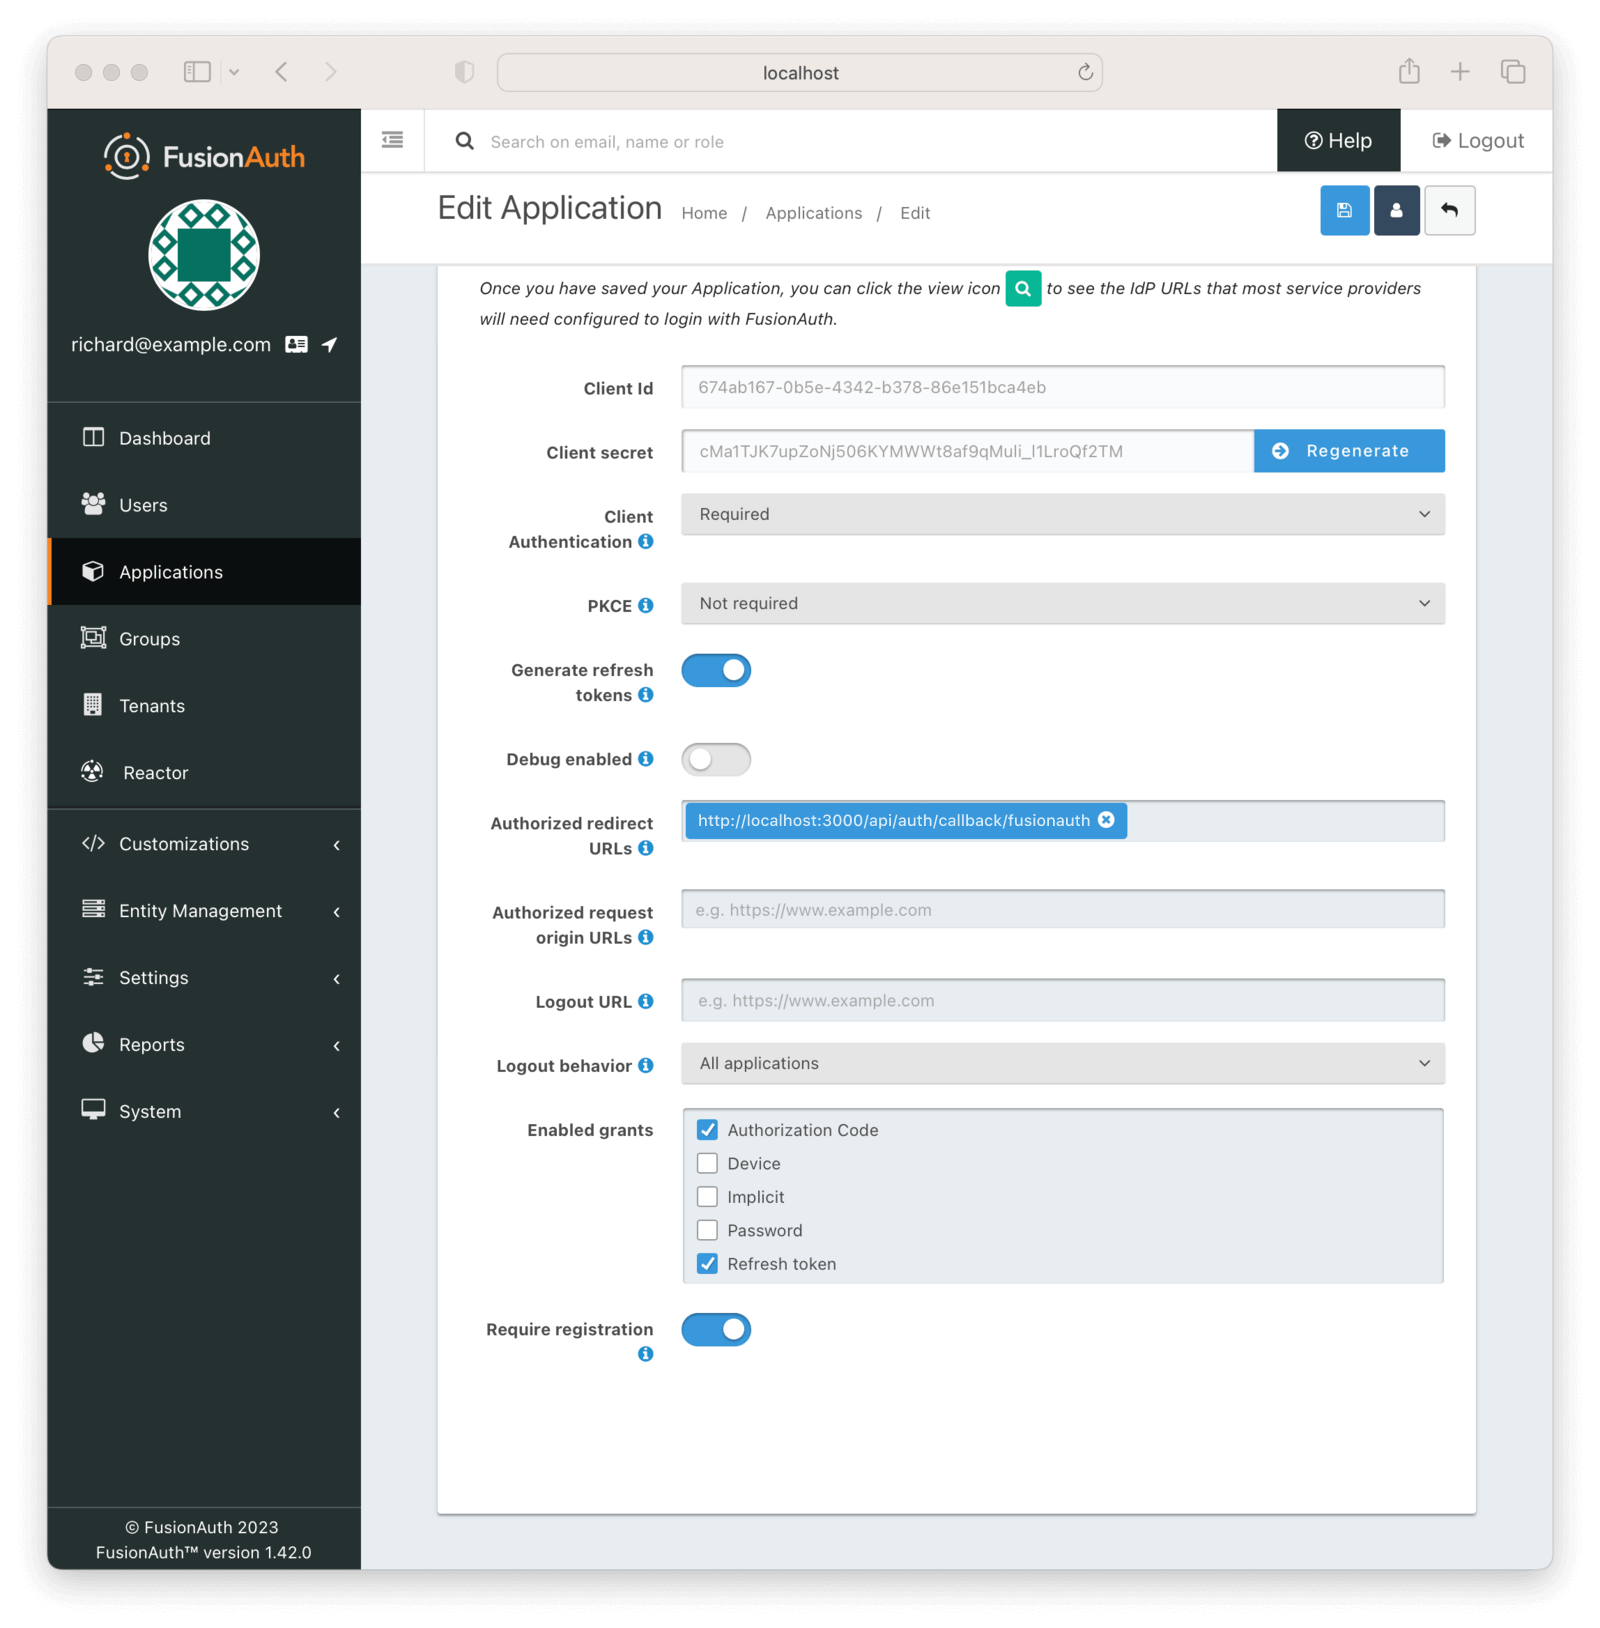 localhost
FusionAuth
Search on email, name or role
Help
Logout
richard@example.com
Dashboard
Users
Applications
Groups
Tenants
Reactor
Customizations
Entity Management
Settings
Reports
System
© FusionAuth 2023
FusionAuth™ version 1.42.0
Edit Application
Home / Applications / Edit
Once you have saved your Application, you can click the view icon to see the IdP URLs that most service providers
will need configured to login with FusionAuth.
Client Id
674ab167-0b5e-4342-b378-86e151bca4eb
Client secret
cMa1TJK7upZoNj506KYMWWt8af9qMuli_l1LroQf2TM
Regenerate
Client
Authentication
Required
PKCE
Not required
Generate refresh
tokens
Debug enabled
Authorized redirect
URLs
http://localhost:3000/api/auth/callback/fusionauth
Authorized request
origin URLs
e.g. https://www.example.com
Logout URL
e.g. https://www.example.com
Logout behavior
All applications
Enabled grants
Authorization Code
Device
Implicit
Password
Refresh token
Require registration